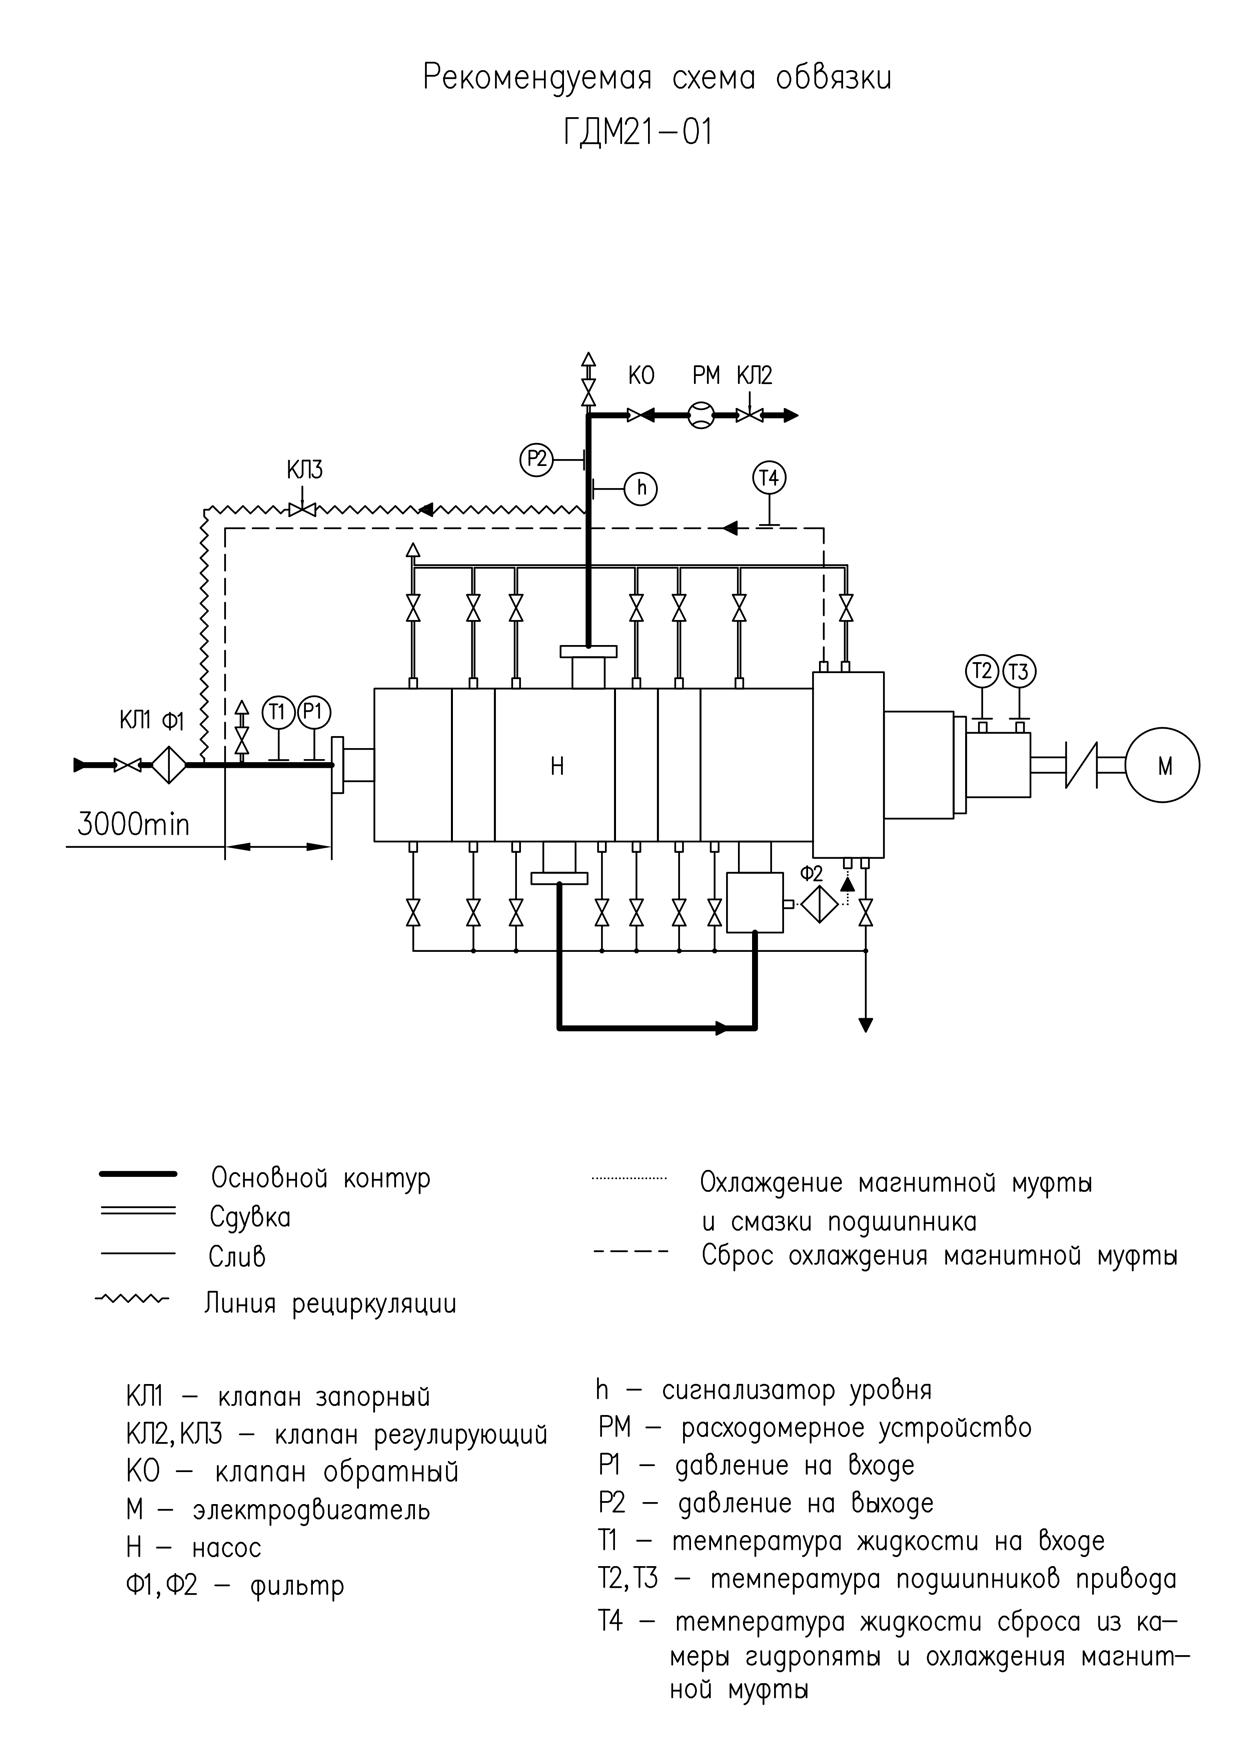 Рекомендуемая схема обвязки
ГДМ21-01
КО РМ КЛ2
Р2
h
Т4
КЛ3
Т2 Т3
КЛ1 Ф1 Т1 Р1
Н
М
3000min
Ф2
Основной контур
Сдувка
Слив
Линия рециркуляции
Охлаждение магнитной муфты
и смазки подшипника
Сброс охлаждения магнитной муфты
КЛ1 – клапан запорный
КЛ2,КЛ3 – клапан регулирующий
КО – клапан обратный
М – электродвигатель
Н – насос
Ф1,Ф2 – фильтр
h – сигнализатор уровня
РМ – расходомерное устройство
Р1 – давление на входе
Р2 – давление на выходе
Т1 – температура жидкости на входе
Т2,Т3 – температура подшипников привода
Т4 – температура жидкости сброса из ка–
меры гидропяты и охлаждения магнит–
ной муфты